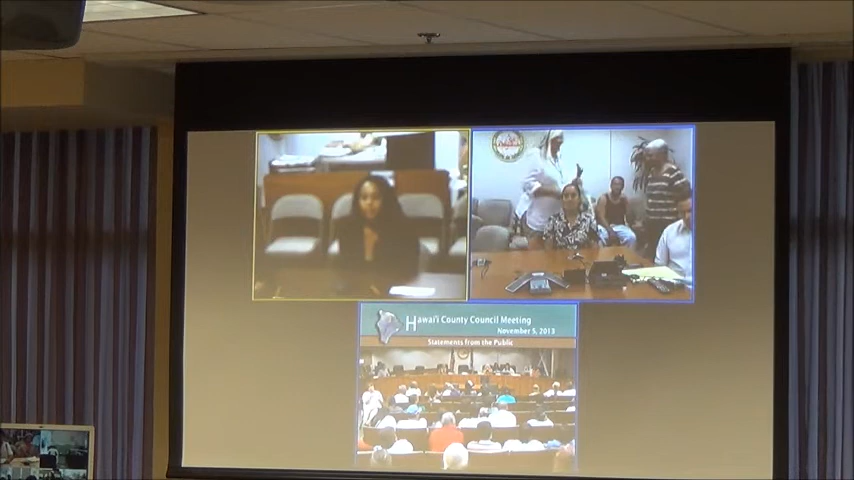 Hawai'i County Council Meeting
November 5, 2013
Statements from the Public